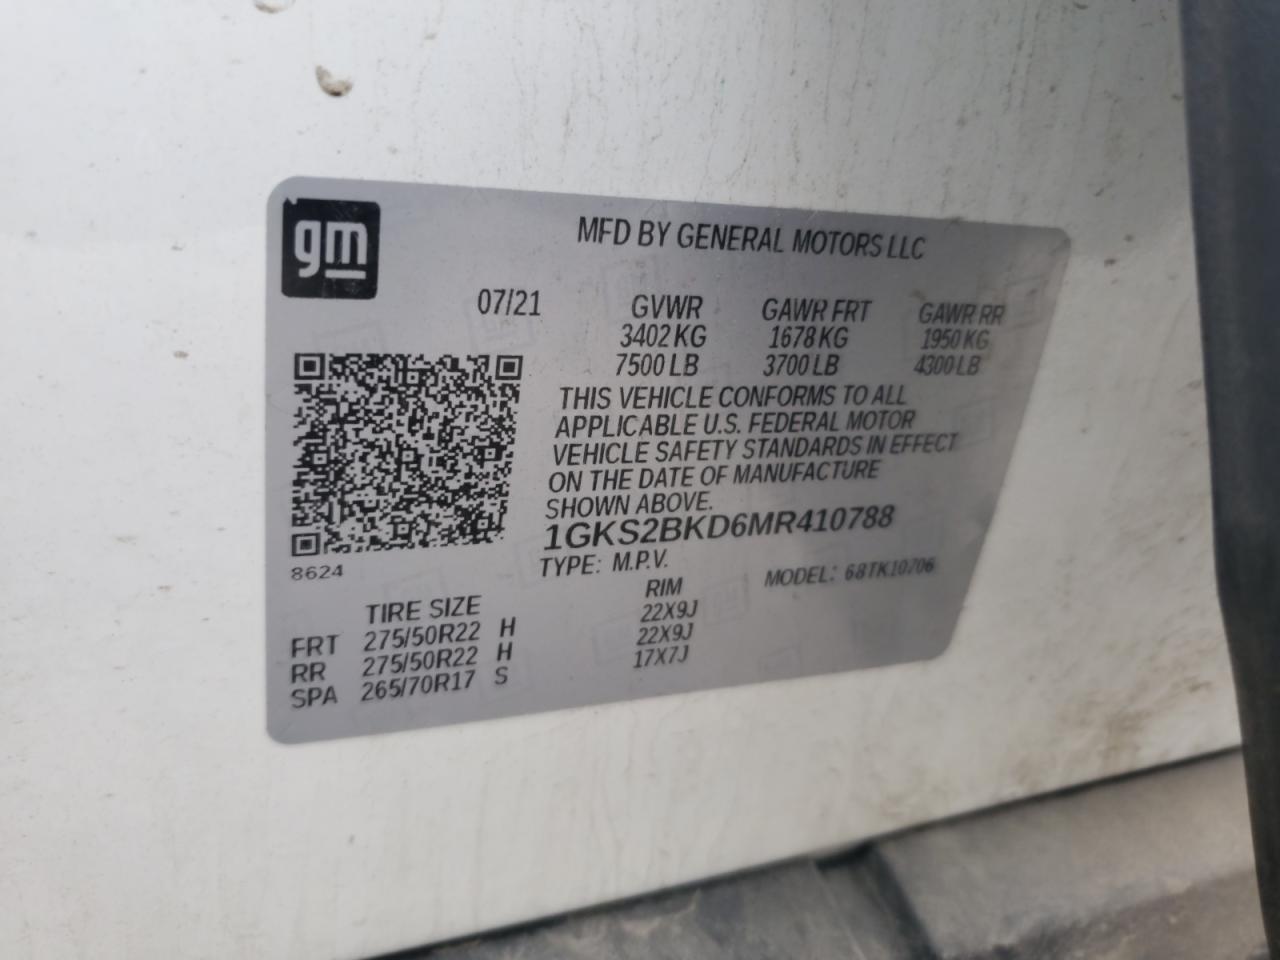 gm
MFD BY GENERAL MOTORS LLC
07/21 GVWR GAWR FRT GAWR RR
3402 KG 1678 KG 1950 KG
7500 LB 3700 LB 4300 LB
THIS VEHICLE CONFORMS TO ALL
APPLICABLE U.S. FEDERAL MOTOR
VEHICLE SAFETY STANDARDS IN EFFECT
ON THE DATE OF MANUFACTURE
SHOWN ABOVE.
1GKS2BKD6MR410788
TYPE: M.P.V. MODEL: 68TK10706
8624
TIRE SIZE RIM
FRT 275/50R22 H 22X9J
RR 275/50R22 H 22X9J
SPA 265/70R17 S 17X7J